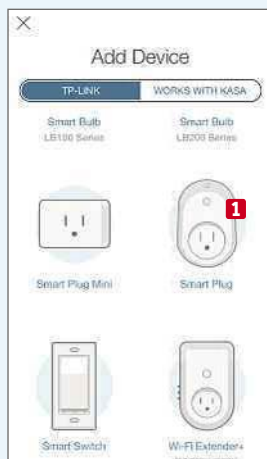 Add Device
TP-LINK WORKS WITH KASA
Smart Bulb Smart Bulb
LB100 Series LB200 Series
1
Smart Plug Mini Smart Plug
Smart Switch Wi-Fi Extender+